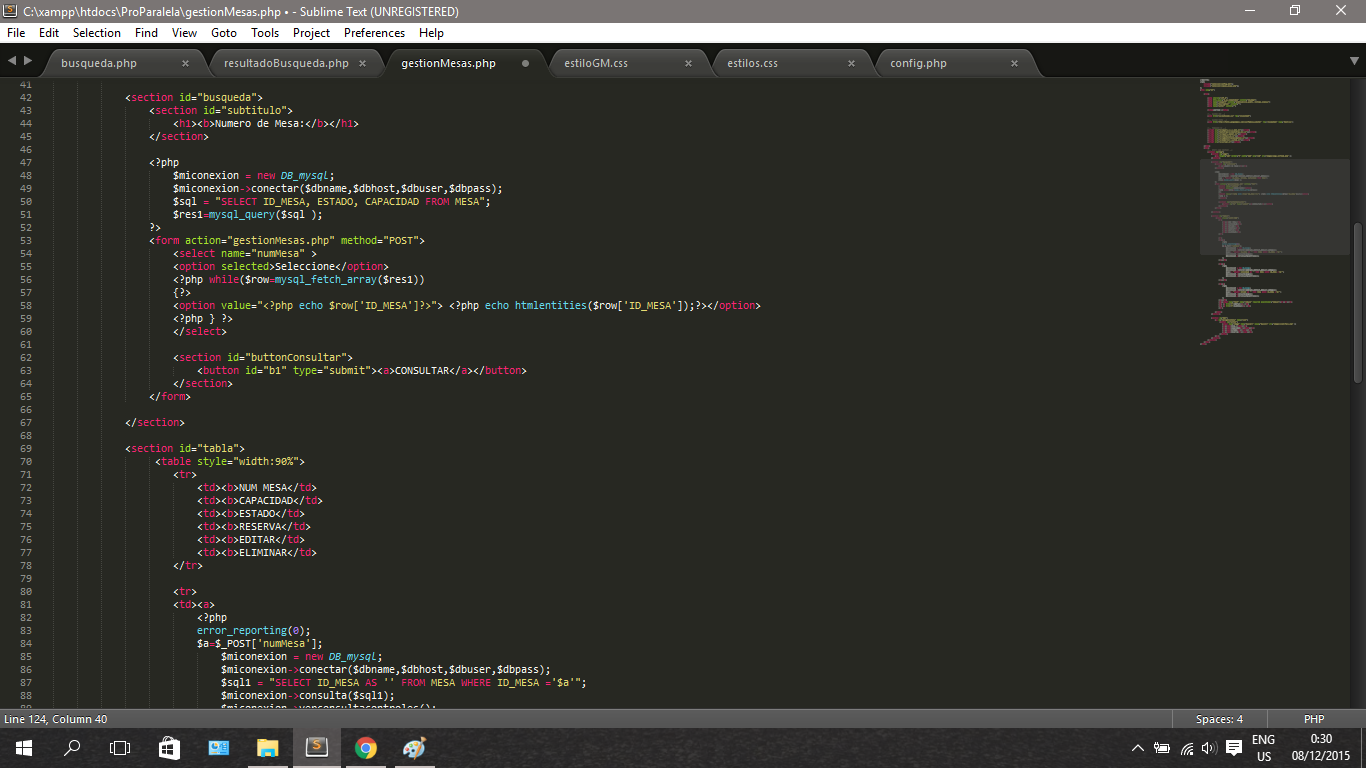 C:\xampp\htdocs\ProParalela\gestionMesas.php • - Sublime Text (UNREGISTERED)
File Edit Selection Find View Goto Tools Project Preferences Help
busqueda.php × resultadoBusqueda.php × gestionMesas.php estiloGM.css × estilos.css × config.php ×
41
42 <section id="busqueda">
43 <section id="subtitulo">
44 <h1><b>Numero de Mesa:</b></h1>
45 </section>
46
47 <?php
48 $miconexion = new DB_mysql;
49 $miconexion->conectar($dbname,$dbhost,$dbuser,$dbpass);
50 $sql = "SELECT ID_MESA, ESTADO, CAPACIDAD FROM MESA";
51 $res1=mysql_query($sql );
52 ?>
53 <form action="gestionMesas.php" method="POST">
54 <select name="numMesa" >
55 <option selected>Seleccione</option>
56 <?php while($row=mysql_fetch_array($res1))
57 {?>
58 <option value="<?php echo $row['ID_MESA']?>"> <?php echo htmlentities($row['ID_MESA']);?></option>
59 <?php } ?>
60 </select>
61
62 <section id="buttonConsultar">
63 <button id="b1" type="submit"><a>CONSULTAR</a></button>
64 </section>
65 </form>
66
67 </section>
68
69 <section id="tabla">
70 <table style="width:90%">
71 <tr>
72 <td><b>NUM MESA</td>
73 <td><b>CAPACIDAD</td>
74 <td><b>ESTADO</td>
75 <td><b>RESERVA</td>
76 <td><b>EDITAR</td>
77 <td><b>ELIMINAR</td>
78 </tr>
79
80 <tr>
81 <td><a>
82 <?php
83 error_reporting(0);
84 $a=$_POST['numMesa'];
85 $miconexion = new DB_mysql;
86 $miconexion->conectar($dbname,$dbhost,$dbuser,$dbpass);
87 $sql1 = "SELECT ID_MESA AS '' FROM MESA WHERE ID_MESA ='$a'";
88 $miconexion->consulta($sql1);
Line 124, Column 40 Spaces: 4 PHP
ENG 0:30
US 08/12/2015